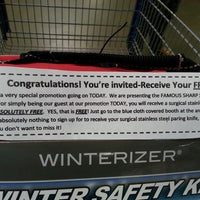 Congratulations! You're invited-Receive Your
a very special promotion going on TODAY. We are presenting the FAMOUS SHARP
or simply being our guest at our promotion TODAY, you will receive a surgical
ABSOLUTELY FREE. YES, that is FREE! Just go to the blue cloth covered booth at the
absolutely nothing to sign up for to receive your surgical stainless steel paring knife,
ou don't want to miss it!
WINTERIZER®
WINTER SAFETY